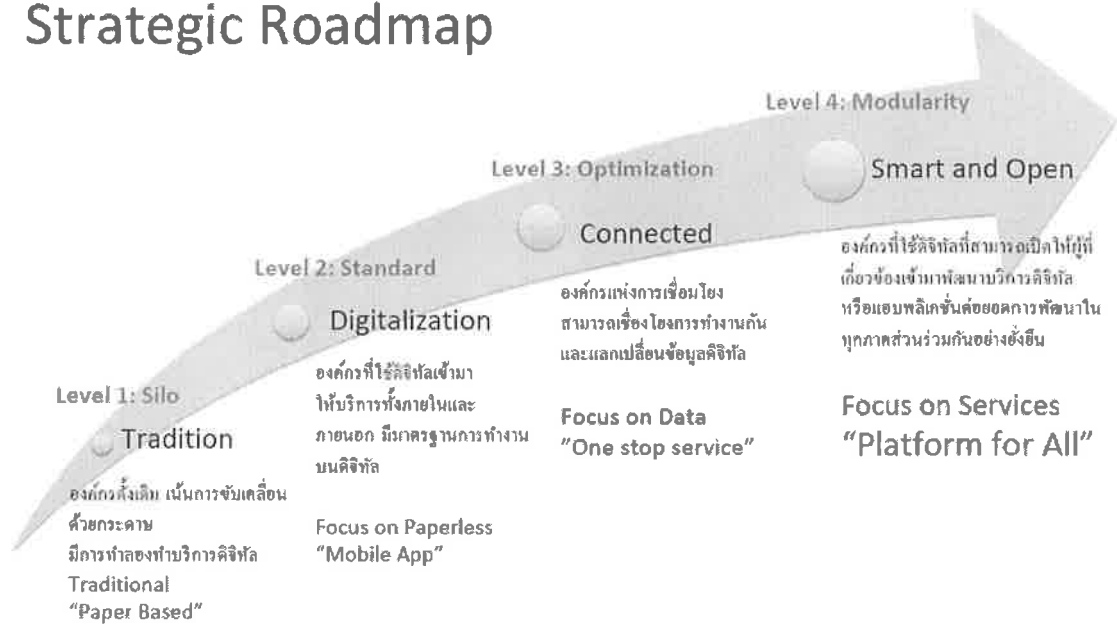 Strategic Roadmap
Level 1: Silo
Tradition
องค์กรดั้งเดิม เน้นการขับเคลื่อน
ด้วยกระดาษ
มีการทำลองทำบริการดิจิทัล
Traditional
"Paper Based"
Level 2: Standard
Digitalization
องค์กรที่ใช้ดิจิทัลเข้ามา
ให้บริการทั้งภายในและ
ภายนอก มีมาตรฐานการทำงาน
บนดิจิทัล
Focus on Paperless
"Mobile App"
Level 3: Optimization
Connected
องค์กรแห่งการเชื่อมโยง
สามารถเชื่องโยงการทำงานกัน
และแลกเปลี่ยนข้อมูลดิจิทัล
Focus on Data
"One stop service"
Level 4: Modularity
Smart and Open
องค์กรที่ใช้ดิจิทัลที่สามารถเปิดให้ผู้ที่
เกี่ยวข้องเข้ามาพัฒนาบริการดิจิทัล
หรือแอบพลิเคชั่นต่อยอดการพัฒนาใน
ทุกภาคส่วนร่วมกันอย่างยั่งยืน
Focus on Services
"Platform for All"